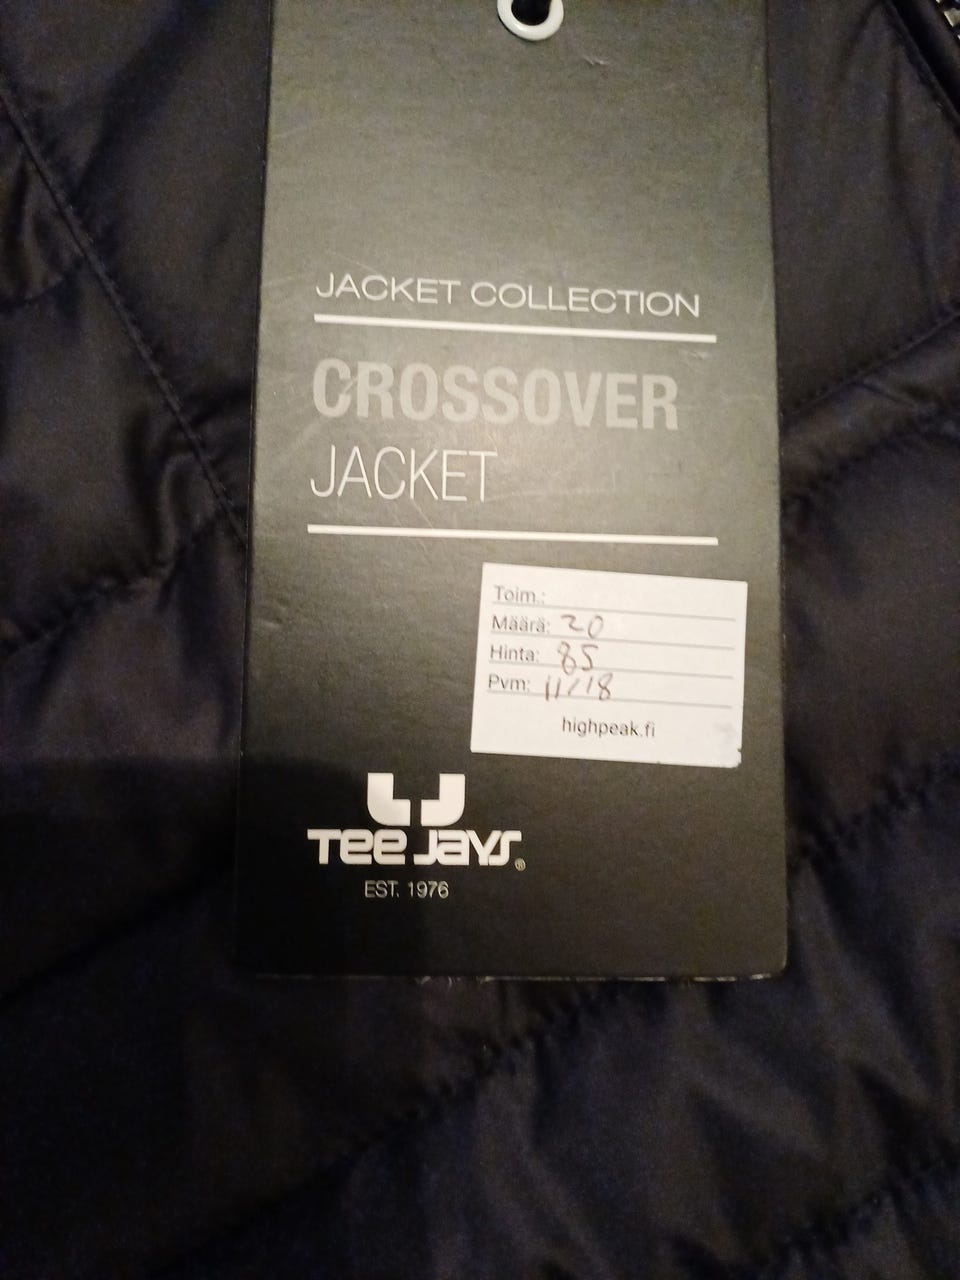 JACKET COLLECTION
CROSSOVER
JACKET
Toim.:
Määrä: 20
Hinta: 85
Pvm: 11/18
highpeak.fi
Tee Jays®
EST. 1976